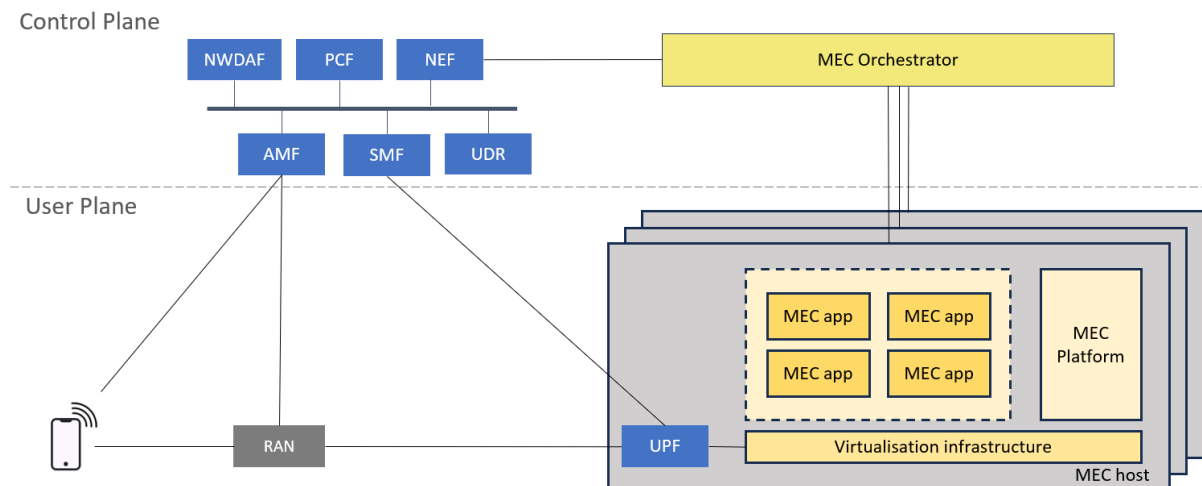 Control Plane
NWDAF
PCF
NEF
MEC Orchestrator
AMF
SMF
UDR
User Plane
MEC app
MEC app
MEC app
MEC app
MEC
Platform
RAN
UPF
Virtualisation infrastructure
MEC host